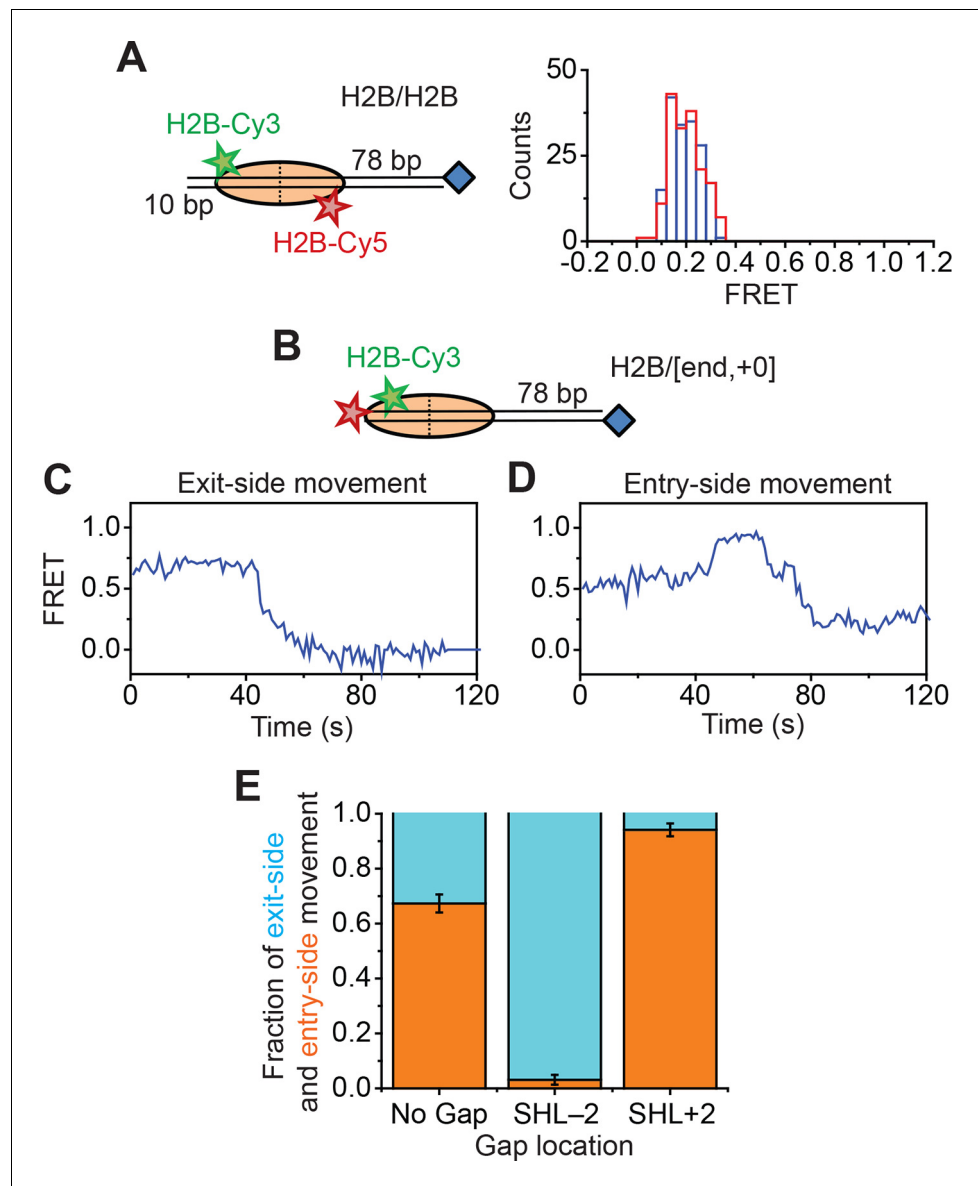 A
H2B/H2B
H2B-Cy3
78 bp
10 bp
H2B-Cy5
50
25
0
Counts
-0.2 0.0 0.2 0.4 0.6 0.8 1.0 1.2
FRET
B
H2B-Cy3
H2B/[end,+0]
78 bp
C
Exit-side movement
1.0
0.5
0.0
FRET
0 40 80 120
Time (s)
D
Entry-side movement
1.0
0.5
0.0
0 40 80 120
Time (s)
E
Fraction of exit-side
and entry-side movement
1.0
0.8
0.6
0.4
0.2
0.0
No Gap SHL–2 SHL+2
Gap location